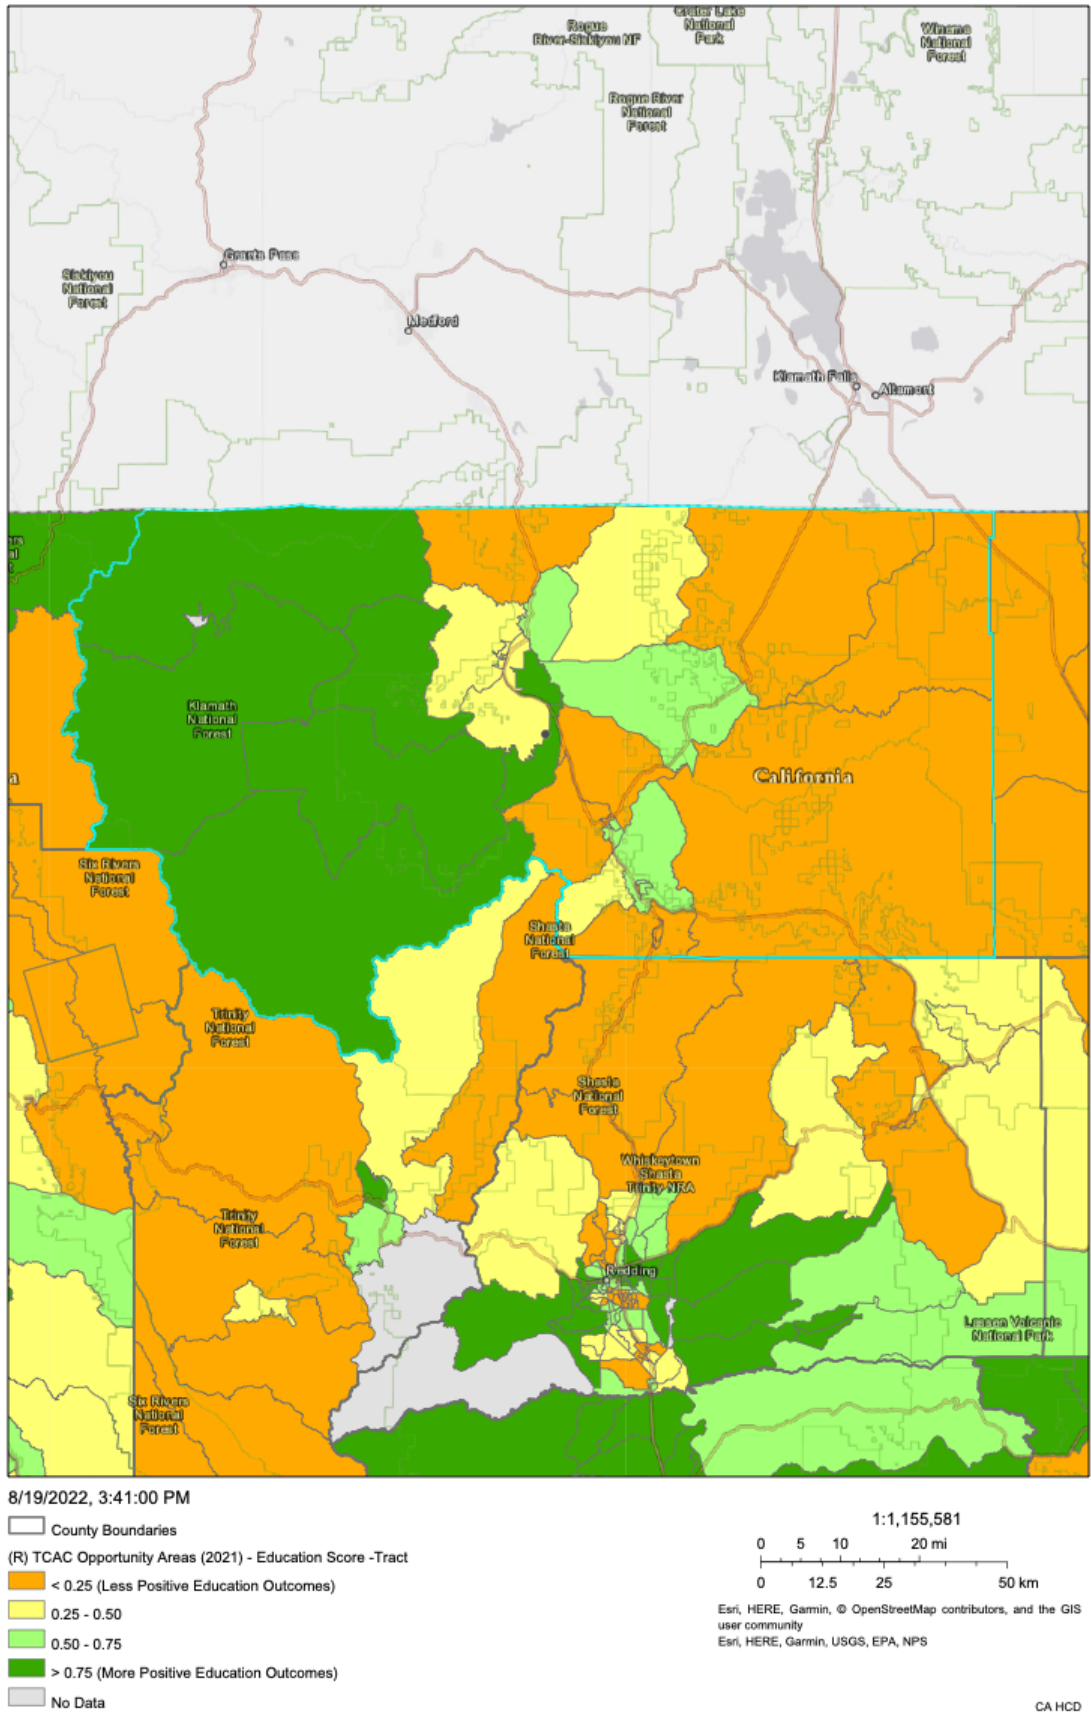 Rogue
River-Siskiyou NF
Crater Lake
National
Park
Winema
National
Forest
Rogue River
National
Forest
Grants Pass
Siskiyou
National
Forest
Medford
Klamath Falls
Altamont
Klamath
National
Forest
California
Six Rivers
National
Forest
Shasta
National
Forest
Trinity
National
Forest
Shasta
National
Forest
Whiskeytown
Shasta
Trinity NRA
Trinity
National
Forest
Redding
Lassen Volcanic
National Park
Six Rivers
National
Forest
8/19/2022, 3:41:00 PM
County Boundaries
(R) TCAC Opportunity Areas (2021) - Education Score -Tract
< 0.25 (Less Positive Education Outcomes)
0.25 - 0.50
0.50 - 0.75
> 0.75 (More Positive Education Outcomes)
No Data
1:1,155,581
0 5 10 20 mi
0 12.5 25 50 km
Esri, HERE, Garmin, © OpenStreetMap contributors, and the GIS
user community
Esri, HERE, Garmin, USGS, EPA, NPS
CA HCD